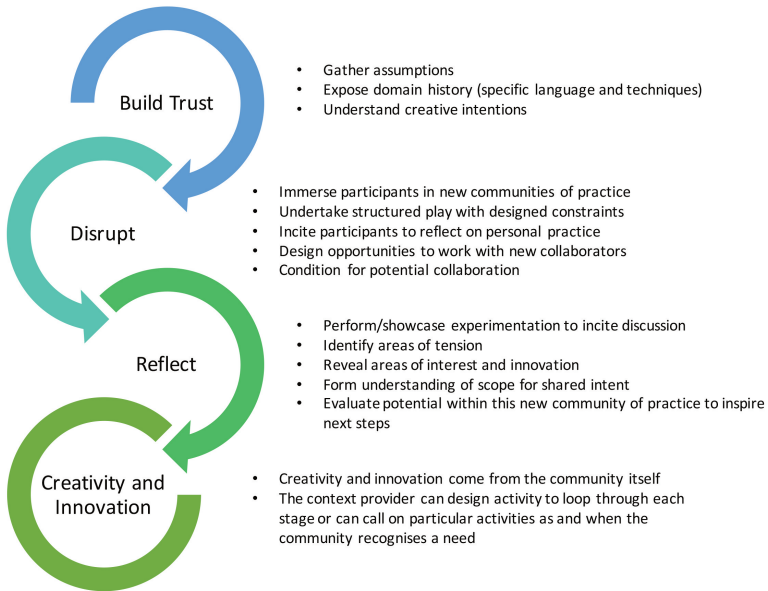 Build Trust
• Gather assumptions
• Expose domain history (specific language and techniques)
• Understand creative intentions
Disrupt
• Immerse participants in new communities of practice
• Undertake structured play with designed constraints
• Incite participants to reflect on personal practice
• Design opportunities to work with new collaborators
• Condition for potential collaboration
Reflect
• Perform/showcase experimentation to incite discussion
• Identify areas of tension
• Reveal areas of interest and innovation
• Form understanding of scope for shared intent
• Evaluate potential within this new community of practice to inspire
next steps
Creativity and
Innovation
• Creativity and innovation come from the community itself
• The context provider can design activity to loop through each
stage or can call on particular activities as and when the
community recognises a need